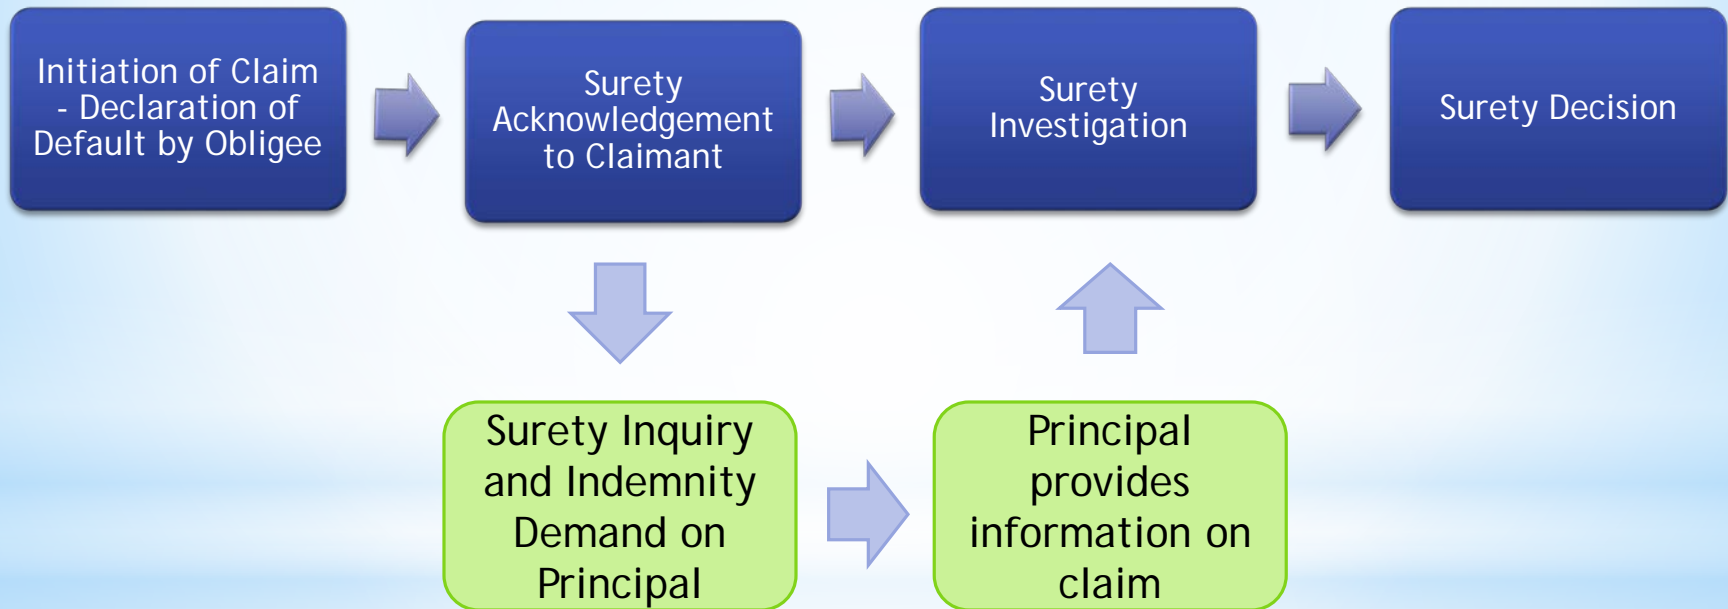 Initiation of Claim
- Declaration of
Default by Obligee
Surety
Acknowledgement
to Claimant
Surety
Investigation
Surety Decision
Surety Inquiry
and Indemnity
Demand on
Principal
Principal
provides
information on
claim